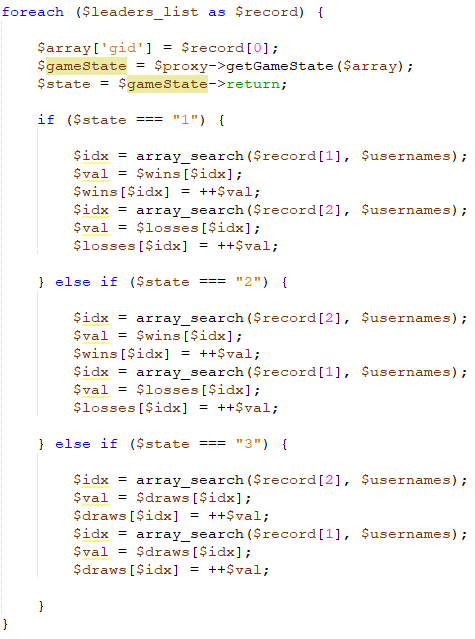 foreach ($leaders_list as $record) {
$array['gid'] = $record[0];
$gameState = $proxy->getGameState($array);
$state = $gameState->return;
if ($state === "1") {
$idx = array_search($record[1], $usernames);
$val = $wins[$idx];
$wins[$idx] = ++$val;
$idx = array_search($record[2], $usernames);
$val = $losses[$idx];
$losses[$idx] = ++$val;
} else if ($state === "2") {
$idx = array_search($record[2], $usernames);
$val = $wins[$idx];
$wins[$idx] = ++$val;
$idx = array_search($record[1], $usernames);
$val = $losses[$idx];
$losses[$idx] = ++$val;
} else if ($state === "3") {
$idx = array_search($record[2], $usernames);
$val = $draws[$idx];
$draws[$idx] = ++$val;
$idx = array_search($record[1], $usernames);
$val = $draws[$idx];
$draws[$idx] = ++$val;
}
}